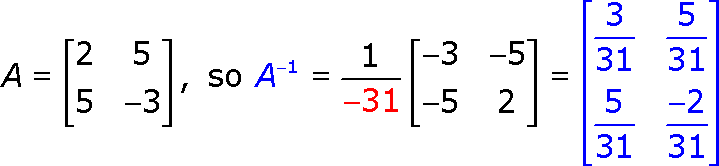 A = [2 5; 5 −3], so A⁻¹ = 1/−31 [−3 −5; −5 2] = [3/31 5/31; 5/31 −2/31]